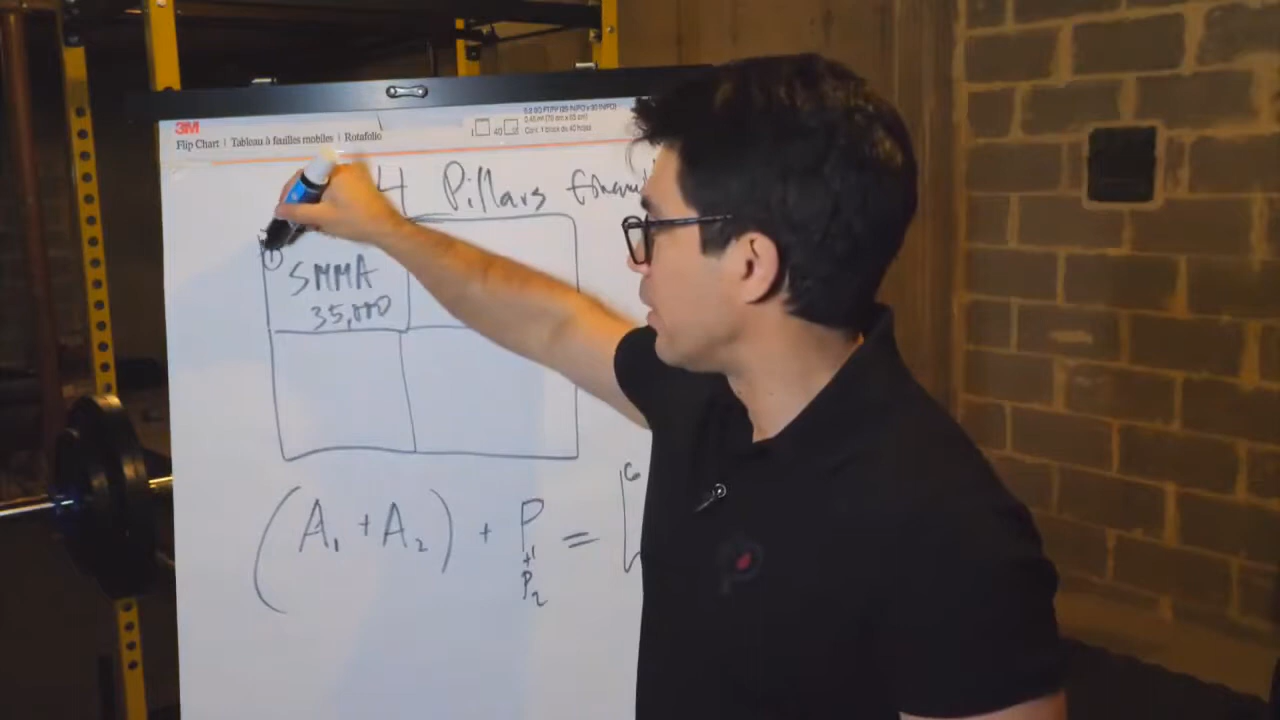 3M
Flip Chart | Tableau à feuilles mobiles | Rotafolio
4 Pillars
1
SMMA
35,000
(A1 + A2) + P1 =
+
P2